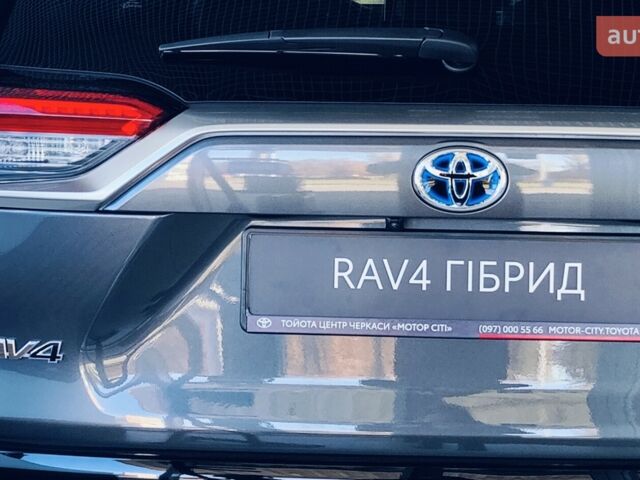 RAV4 ГІБРИД
ТОЙОТА ЦЕНТР ЧЕРКАСИ «МОТОР СІТІ» (097) 000 55 66 MOTOR-CITY.TOYOTA
AV4